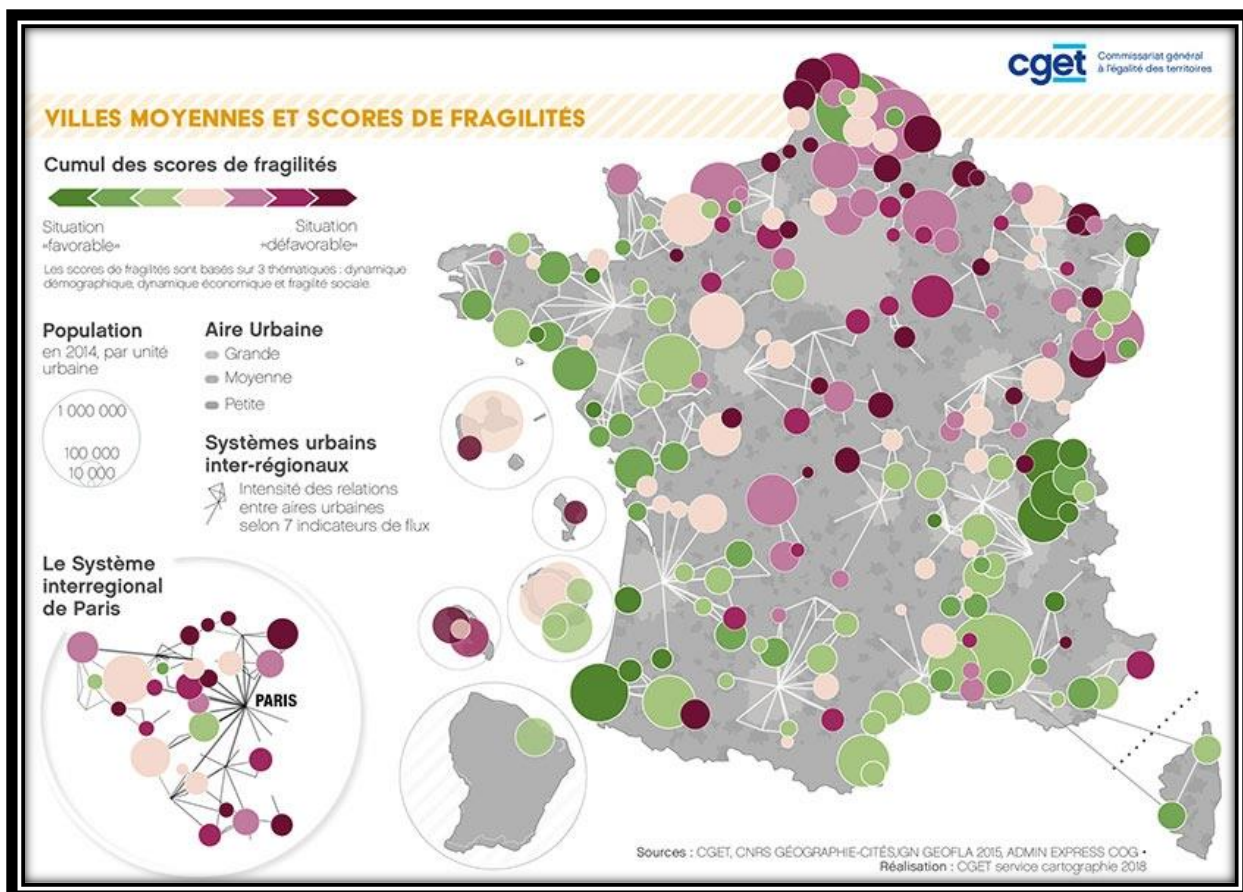 cget
Commissariat général
à l'égalité des territoires
VILLES MOYENNES ET SCORES DE FRAGILITÉS
Cumul des scores de fragilités
Situation
«favorable»
Situation
«défavorable»
Les scores de fragilités sont basés sur 3 thématiques : dynamique
démographique, dynamique économique et fragilité sociale.
Population
en 2014, par unité
urbaine
1 000 000
100 000
10 000
Aire Urbaine
Grande
Moyenne
Petite
Systèmes urbains
inter-régionaux
Intensité des relations
entre aires urbaines
selon 7 indicateurs de flux
Le Système
interregional
de Paris
PARIS
Sources : CGET, CNRS GÉOGRAPHIE-CITÉS,IGN GEOFLA 2015, ADMIN EXPRESS COG •
Réalisation : CGET service cartographie 2018